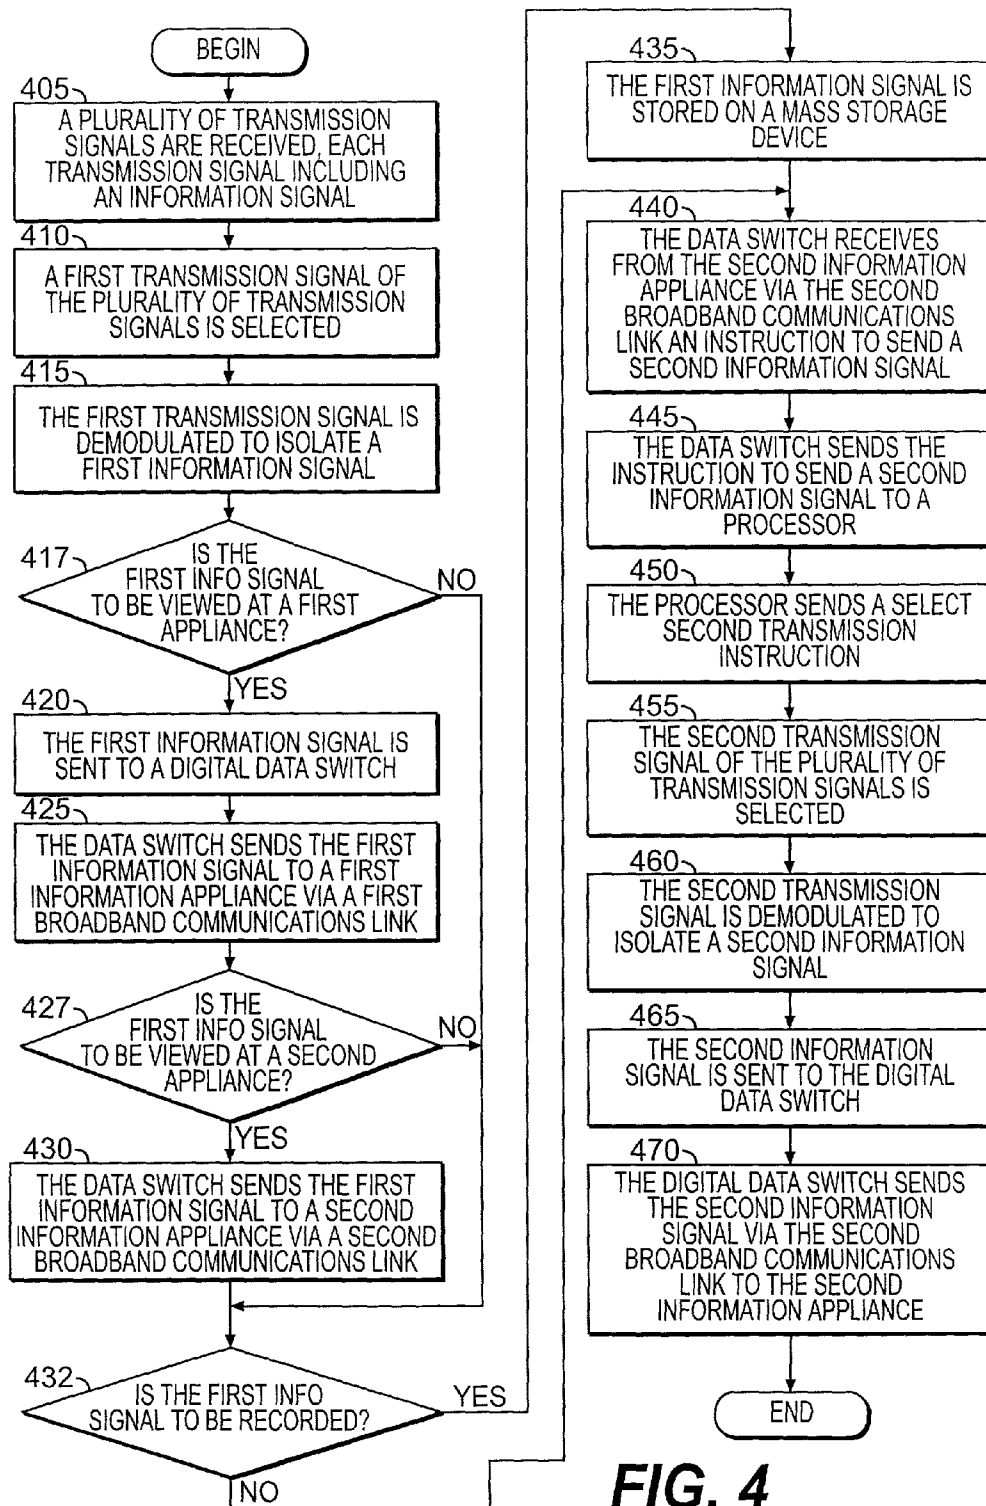 BEGIN
405
A PLURALITY OF TRANSMISSION
SIGNALS ARE RECEIVED, EACH
TRANSMISSION SIGNAL INCLUDING
AN INFORMATION SIGNAL
410
A FIRST TRANSMISSION SIGNAL OF
THE PLURALITY OF TRANSMISSION
SIGNALS IS SELECTED
415
THE FIRST TRANSMISSION SIGNAL IS
DEMODULATED TO ISOLATE A
FIRST INFORMATION SIGNAL
417
IS THE
FIRST INFO SIGNAL
TO BE VIEWED AT A FIRST
APPLIANCE?
NO
YES
420
THE FIRST INFORMATION SIGNAL IS
SENT TO A DIGITAL DATA SWITCH
425
THE DATA SWITCH SENDS THE FIRST
INFORMATION SIGNAL TO A FIRST
INFORMATION APPLIANCE VIA A FIRST
BROADBAND COMMUNICATIONS LINK
427
IS THE
FIRST INFO SIGNAL
TO BE VIEWED AT A SECOND
APPLIANCE?
NO
YES
430
THE DATA SWITCH SENDS THE FIRST
INFORMATION SIGNAL TO A SECOND
INFORMATION APPLIANCE VIA A SECOND
BROADBAND COMMUNICATIONS LINK
432
IS THE FIRST INFO
SIGNAL TO BE RECORDED?
YES
NO
435
THE FIRST INFORMATION SIGNAL IS
STORED ON A MASS STORAGE
DEVICE
440
THE DATA SWITCH RECEIVES
FROM THE SECOND INFORMATION
APPLIANCE VIA THE SECOND
BROADBAND COMMUNICATIONS
LINK AN INSTRUCTION TO SEND A
SECOND INFORMATION SIGNAL
445
THE DATA SWITCH SENDS THE
INSTRUCTION TO SEND A SECOND
INFORMATION SIGNAL TO A
PROCESSOR
450
THE PROCESSOR SENDS A SELECT
SECOND TRANSMISSION
INSTRUCTION
455
THE SECOND TRANSMISSION
SIGNAL OF THE PLURALITY OF
TRANSMISSION SIGNALS IS
SELECTED
460
THE SECOND TRANSMISSION
SIGNAL IS DEMODULATED TO
ISOLATE A SECOND INFORMATION
SIGNAL
465
THE SECOND INFORMATION
SIGNAL IS SENT TO THE DIGITAL
DATA SWITCH
470
THE DIGITAL DATA SWITCH SENDS
THE SECOND INFORMATION
SIGNAL VIA THE SECOND
BROADBAND COMMUNICATIONS
LINK TO THE SECOND
INFORMATION APPLIANCE
END
FIG. 4